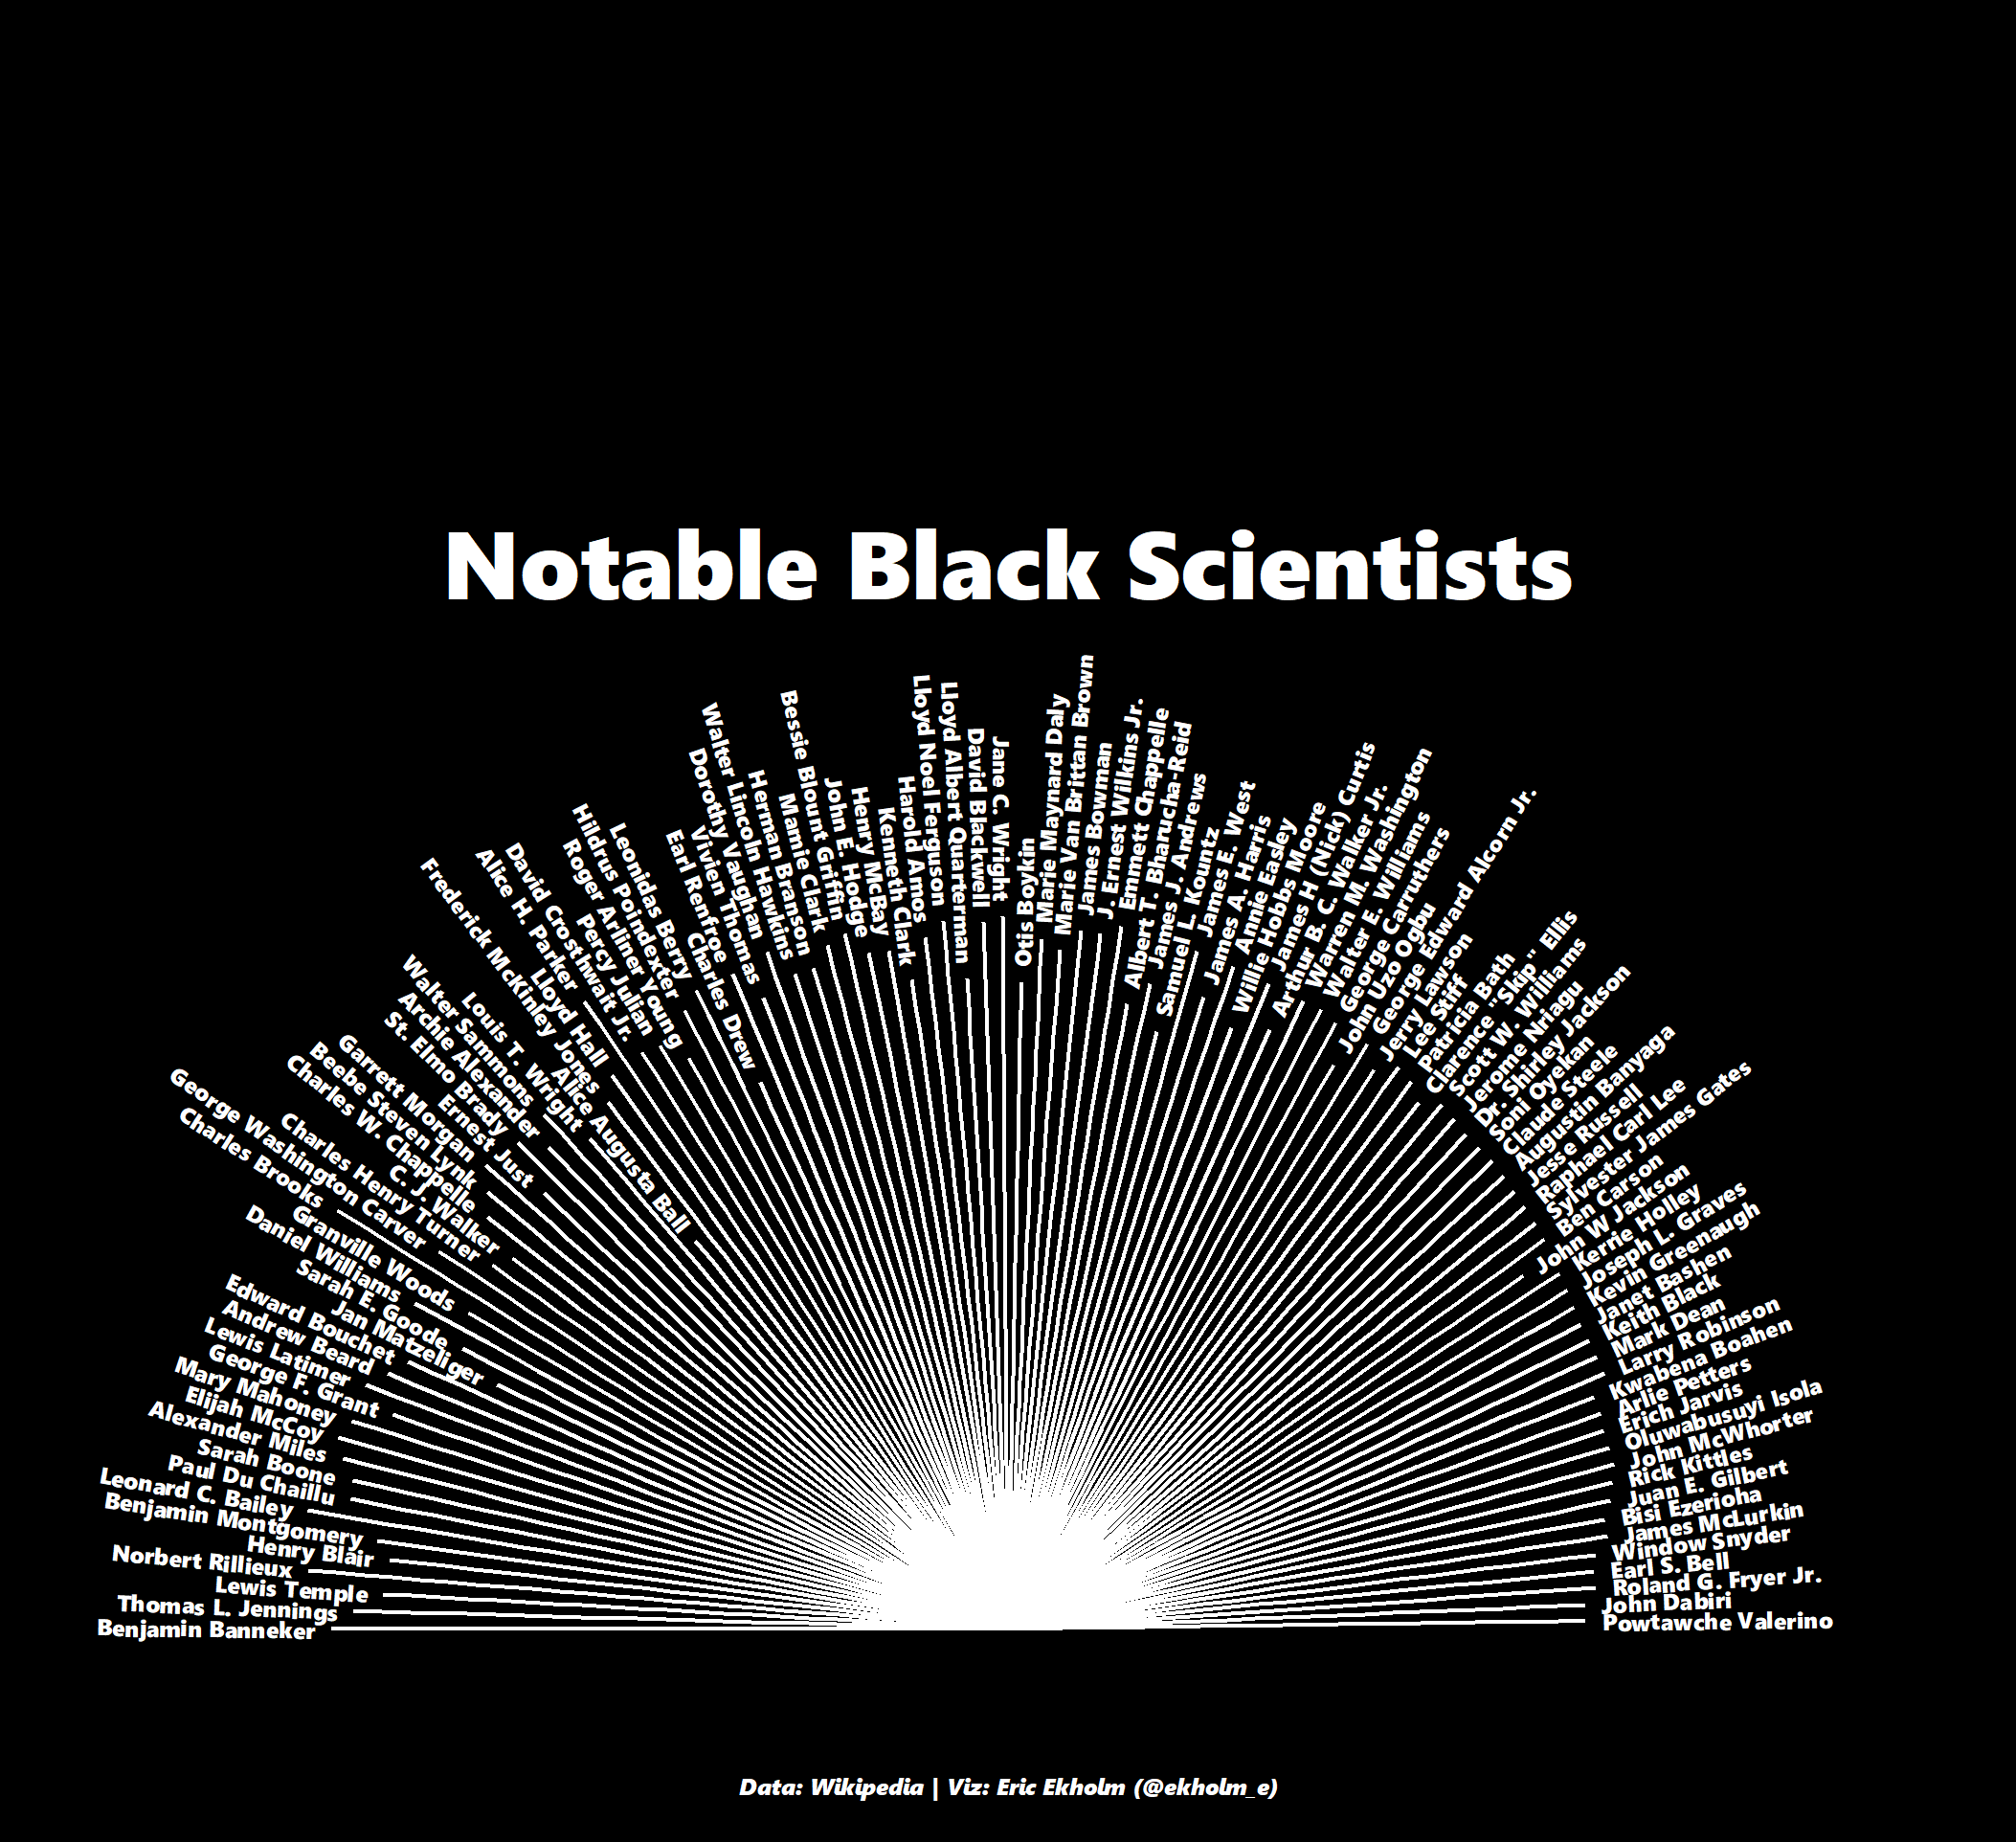 Notable Black Scientists
Benjamin Banneker
Thomas L. Jennings
Lewis Temple
Norbert Rillieux
Henry Blair
Benjamin Montgomery
Leonard C. Bailey
Paul Du Chaillu
Sarah Boone
Alexander Miles
Elijah McCoy
Mary Mahoney
George F. Grant
Lewis Latimer
Andrew Beard
Edward Bouchet
Jan Matzeliger
Sarah E. Goode
Daniel Williams
Granville Woods
Charles Brooks
George Washington Carver
Charles Henry Turner
C. J. Walker
Charles W. Chappelle
Beebe Steven Lynk
Garrett Morgan
Ernest Just
St. Elmo Brady
Archie Alexander
Walter Sammons
Louis T. Wright
Alice Augusta Ball
Frederick McKinley Jones
Lloyd Hall
Alice H. Parker
David Crosthwait Jr.
Percy Julian
Roger Arliner Young
Hildrus Poindexter
Leonidas Berry
Charles Drew
Earl Renfroe
Vivien Thomas
Dorothy Vaughan
Walter Lincoln Hawkins
Herman Branson
Mamie Clark
Bessie Blount Griffin
John E. Hodge
Henry McBay
Kenneth Clark
Harold Amos
Lloyd Noel Ferguson
Lloyd Albert Quarterman
David Blackwell
Jane C. Wright
Otis Boykin
Marie Maynard Daly
Marie Van Brittan Brown
James Bowman
J. Ernest Wilkins Jr.
Emmett Chappelle
Albert T. Bharucha-Reid
James J. Andrews
Samuel L. Kountz
James E. West
James A. Harris
Annie Easley
Willie Hobbs Moore
James H (Nick) Curtis
Arthur B. C. Walker Jr.
Warren M. Washington
Walter E. Williams
George Carruthers
John Uzo Ogbu
George Edward Alcorn Jr.
Jerry Lawson
Lee Stiff
Patricia Bath
Clarence "Skip" Ellis
Scott W. Williams
Jerome Nriagu
Dr. Shirley Jackson
Soni Oyekan
Claude Steele
Augustin Banyaga
Jesse Russell
Raphael Carl Lee
Sylvester James Gates
Ben Carson
John W Jackson
Kerrie Holley
Joseph L. Graves
Kevin Greenaugh
Janet Bashen
Keith Black
Mark Dean
Larry Robinson
Kwabena Boahen
Arlie Petters
Erich Jarvis
Oluwabusuyi Isola
John McWhorter
Rick Kittles
Juan E. Gilbert
Bisi Ezerioha
James McLurkin
Window Snyder
Earl S. Bell
Roland G. Fryer Jr.
John Dabiri
Powtawche Valerino
Data: Wikipedia | Viz: Eric Ekholm (@ekholm_e)